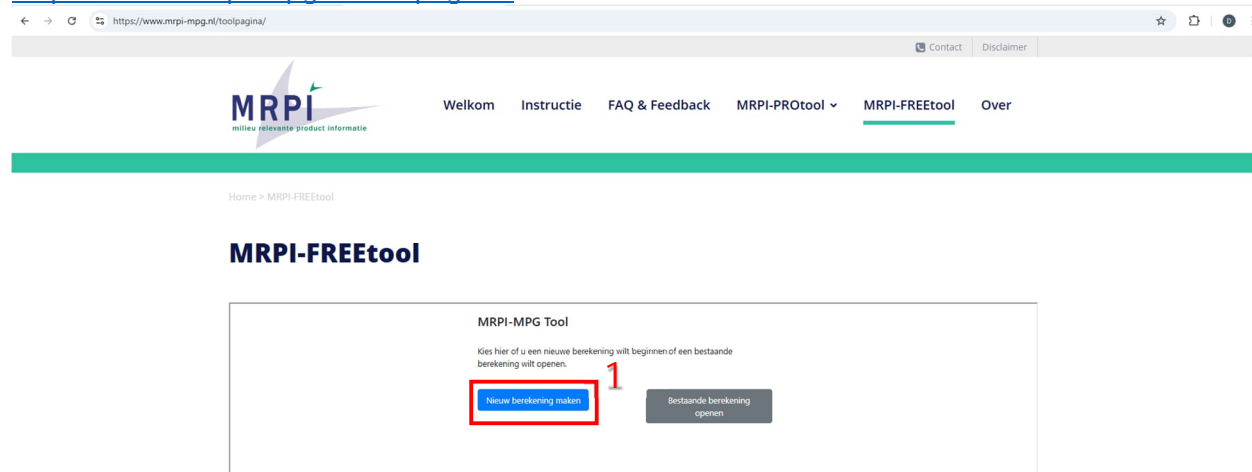 https://www.mrpi-mpg.nl/toolpagina/
D
Contact Disclaimer
MRPI
milieu relevante product informatie
Welkom Instructie FAQ & Feedback MRPI-PROtool MRPI-FREEtool Over
Home > MRPI-FREEtool
MRPI-FREEtool
MRPI-MPG Tool
Kies hier of u een nieuwe berekening wilt beginnen of een bestaande
berekening wilt openen.
1
Nieuw berekening maken
Bestaande berekening
openen